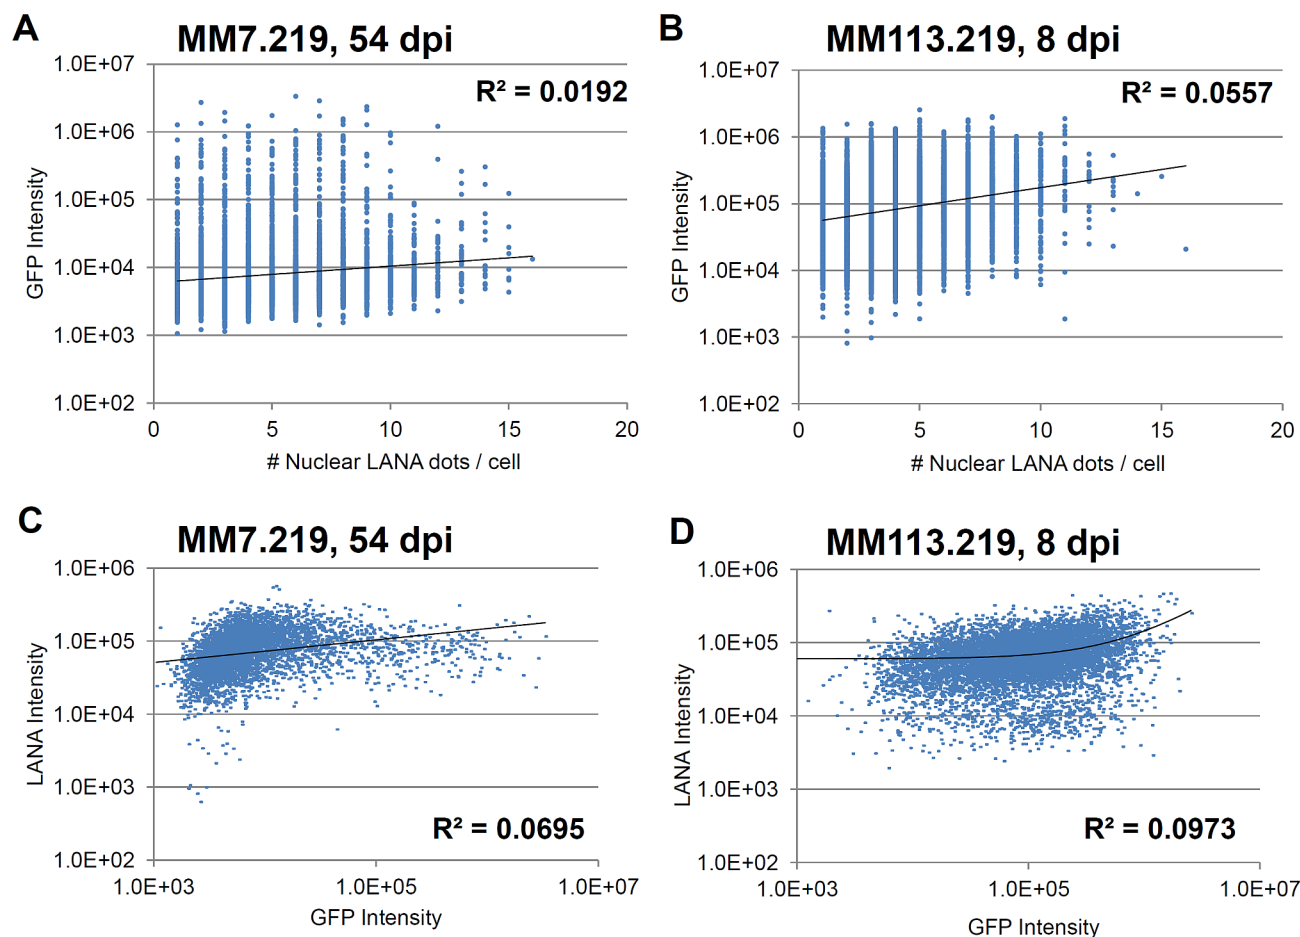 A
MM7.219, 54 dpi
R² = 0.0192
GFP Intensity
1.0E+07
1.0E+06
1.0E+05
1.0E+04
1.0E+03
1.0E+02
0 5 10 15 20
# Nuclear LANA dots / cell
B
MM113.219, 8 dpi
R² = 0.0557
GFP Intensity
1.0E+07
1.0E+06
1.0E+05
1.0E+04
1.0E+03
1.0E+02
0 5 10 15 20
# Nuclear LANA dots / cell
C
MM7.219, 54 dpi
LANA Intensity
1.0E+06
1.0E+05
1.0E+04
1.0E+03
1.0E+02
R² = 0.0695
1.0E+03 1.0E+05 1.0E+07
GFP Intensity
D
MM113.219, 8 dpi
LANA Intensity
1.0E+06
1.0E+05
1.0E+04
1.0E+03
1.0E+02
R² = 0.0973
1.0E+03 1.0E+05 1.0E+07
GFP Intensity